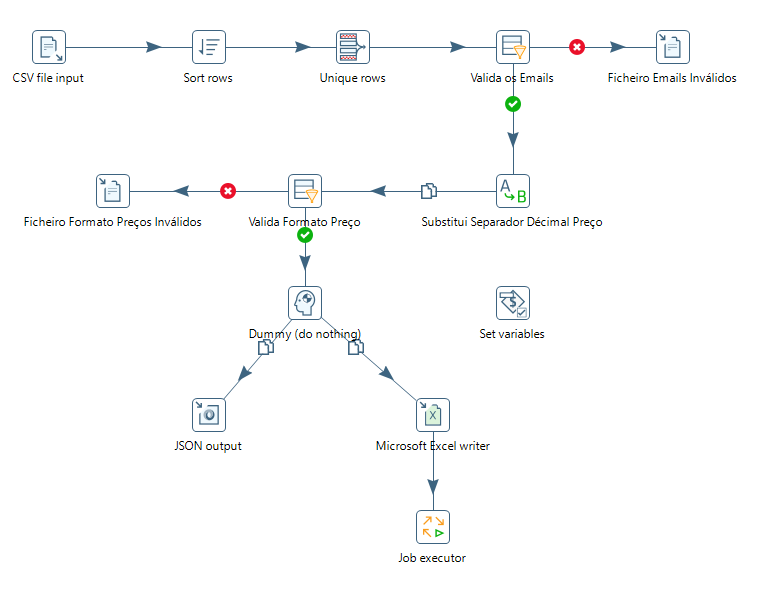 CSV file input
Sort rows
Unique rows
Valida os Emails
Ficheiro Emails Inválidos
Ficheiro Formato Preços Inválidos
Valida Formato Preço
Substitui Separador Décimal Preço
A
B
Dummy (do nothing)
Set variables
$
JSON output
X
Microsoft Excel writer
Job executor